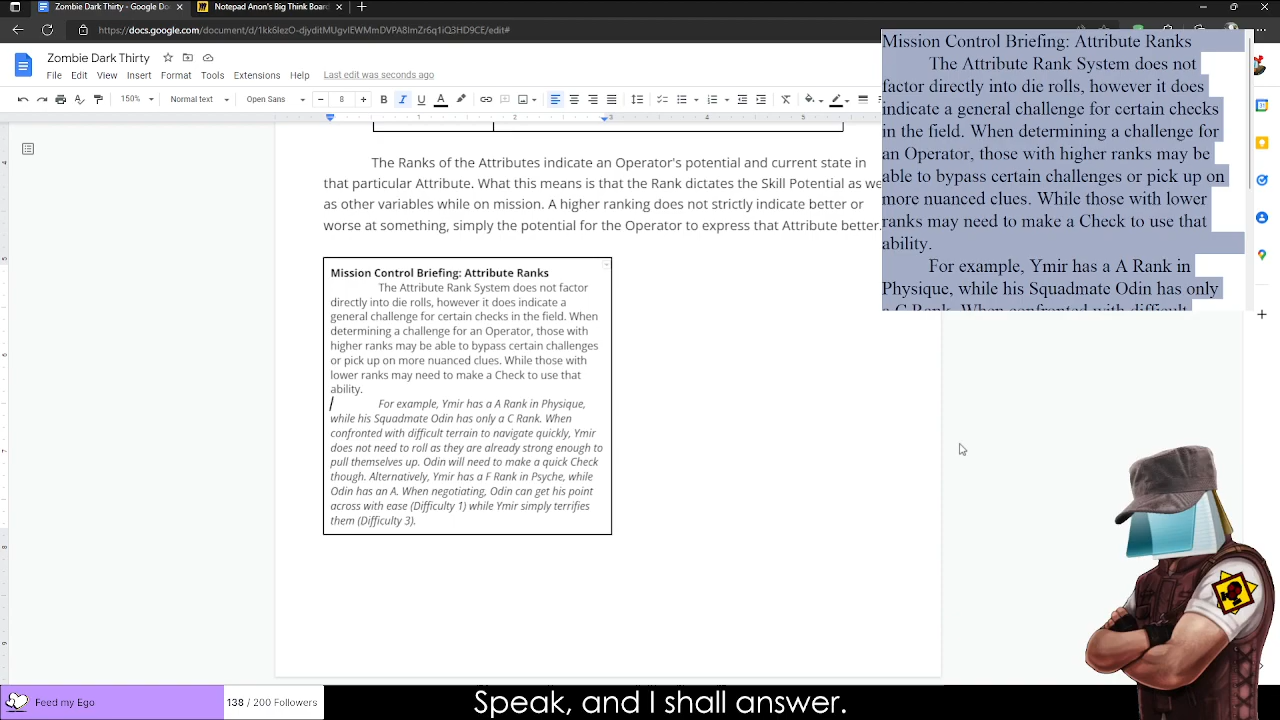 Zombie Dark Thirty - Google Do
Notepad Anon's Big Think Board
https://docs.google.com/document/d/1kk6lezO-djyditMUgvIEWMmDVPA8ImZr6q1iQ3HD9CE/edit#
Zombie Dark Thirty
File Edit View Insert Format Tools Extensions Help Last edit was seconds ago
150% Normal text Open Sans 8 B I U A
1 2 3 4 5
The Ranks of the Attributes indicate an Operator's potential and current state in
that particular Attribute. What this means is that the Rank dictates the Skill Potential as we
as other variables while on mission. A higher ranking does not strictly indicate better or
worse at something, simply the potential for the Operator to express that Attribute better.
Mission Control Briefing: Attribute Ranks
The Attribute Rank System does not factor
directly into die rolls, however it does indicate a
general challenge for certain checks in the field. When
determining a challenge for an Operator, those with
higher ranks may be able to bypass certain challenges
or pick up on more nuanced clues. While those with
lower ranks may need to make a Check to use that
ability.
For example, Ymir has a A Rank in Physique,
while his Squadmate Odin has only a C Rank. When
confronted with difficult terrain to navigate quickly, Ymir
does not need to roll as they are already strong enough to
pull themselves up. Odin will need to make a quick Check
though. Alternatively, Ymir has a F Rank in Psyche, while
Odin has an A. When negotiating, Odin can get his point
across with ease (Difficulty 1) while Ymir simply terrifies
them (Difficulty 3).
Mission Control Briefing: Attribute Ranks
The Attribute Rank System does not
factor directly into die rolls, however it does
indicate a general challenge for certain checks
in the field. When determining a challenge for
an Operator, those with higher ranks may be
able to bypass certain challenges or pick up on
more nuanced clues. While those with lower
ranks may need to make a Check to use that
ability.
For example, Ymir has a A Rank in
Physique, while his Squadmate Odin has only
a C Rank. When confronted with difficult
Feed my Ego
138 / 200 Followers
Speak, and I shall answer.